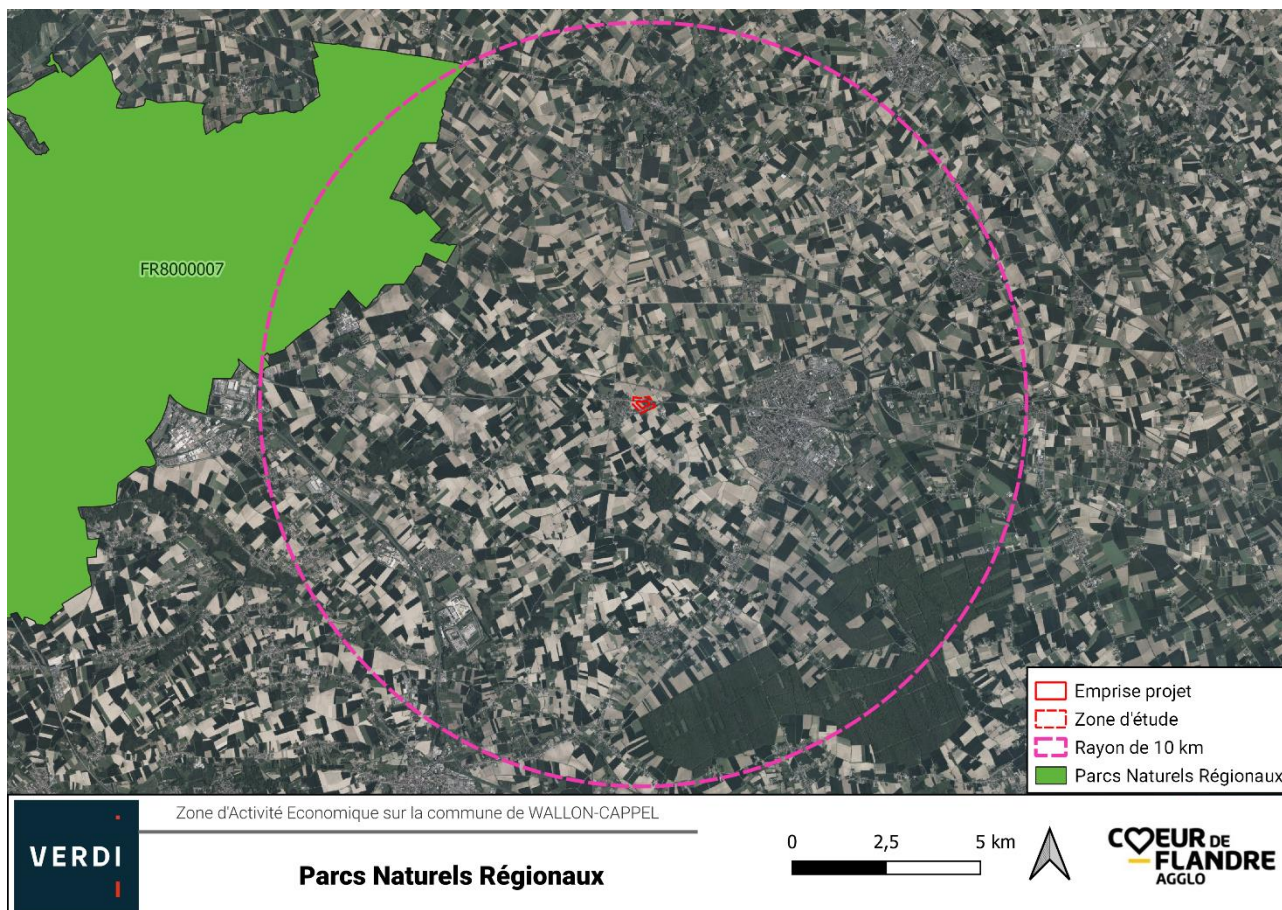 FR8000007
Emprise projet
Zone d'étude
Rayon de 10 km
Parcs Naturels Régionaux
VERDI
Zone d'Activité Economique sur la commune de WALLON-CAPPEL
Parcs Naturels Régionaux
0 2,5 5 km
CŒUR DE
FLANDRE
AGGLO